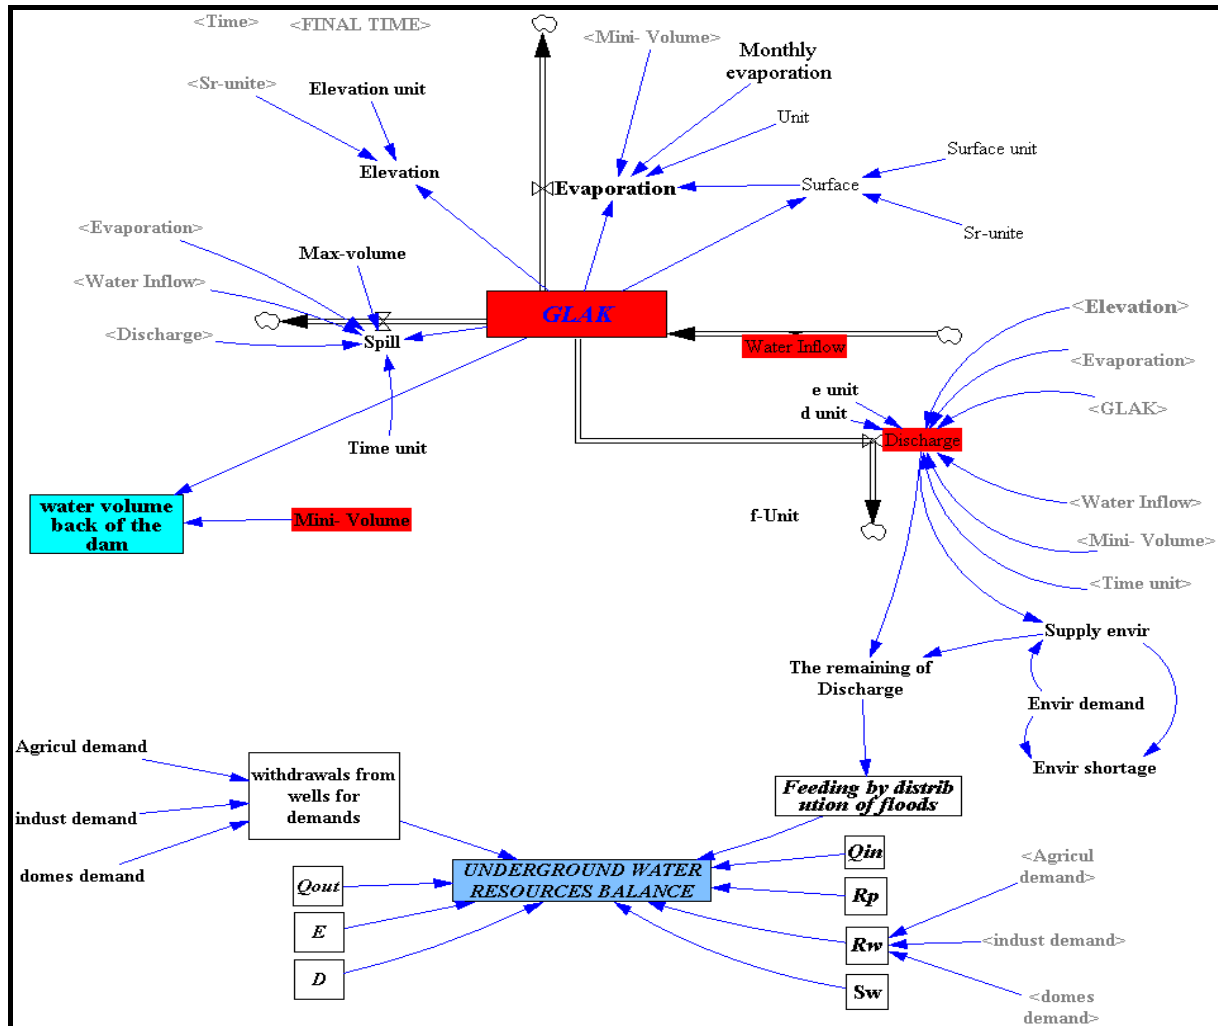 <Time>
<FINAL TIME>
<Mini- Volume>
Monthly
evaporation
<Sr-unite>
Elevation unit
Unit
Surface unit
Elevation
Evaporation
Surface
Sr-unite
<Evaporation>
Max-volume
<Water Inflow>
GLAK
<Elevation>
<Discharge>
Spill
Water Inflow
<Evaporation>
e unit
d unit
<GLAK>
Discharge
Time unit
water volume
back of the
dam
Mini- Volume
f-Unit
<Water Inflow>
<Mini- Volume>
<Time unit>
Supply envir
The remaining of
Discharge
Envir demand
Envir shortage
Agricul demand
withdrawals from
wells for
demands
indust demand
domes demand
Feeding by distrib
ution of floods
UNDERGROUND WATER
RESOURCES BALANCE
Qout
E
D
Qin
Rp
Rw
Sw
<Agricul
demand>
<indust demand>
<domes
demand>